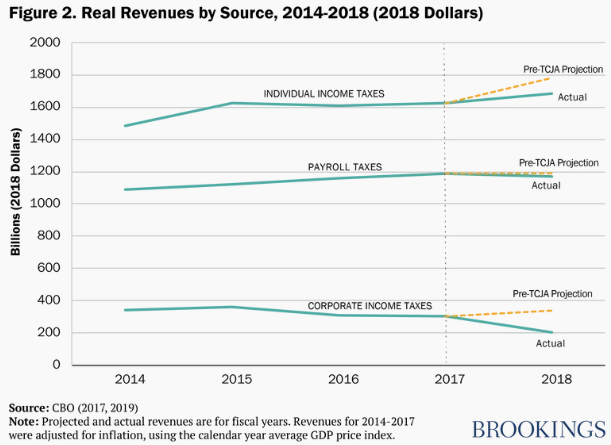 Figure 2. Real Revenues by Source, 2014-2018 (2018 Dollars)
Billions (2018 Dollars)
2000
1800
1600
1400
1200
1000
800
600
400
200
0
INDIVIDUAL INCOME TAXES
Pre-TCJA Projection
Actual
PAYROLL TAXES
Pre-TCJA Projection
Actual
CORPORATE INCOME TAXES
Pre-TCJA Projection
Actual
2014 2015 2016 2017 2018
Source: CBO (2017, 2019)
Note: Projected and actual revenues are for fiscal years. Revenues for 2014-2017
were adjusted for inflation, using the calendar year average GDP price index.
BROOKINGS